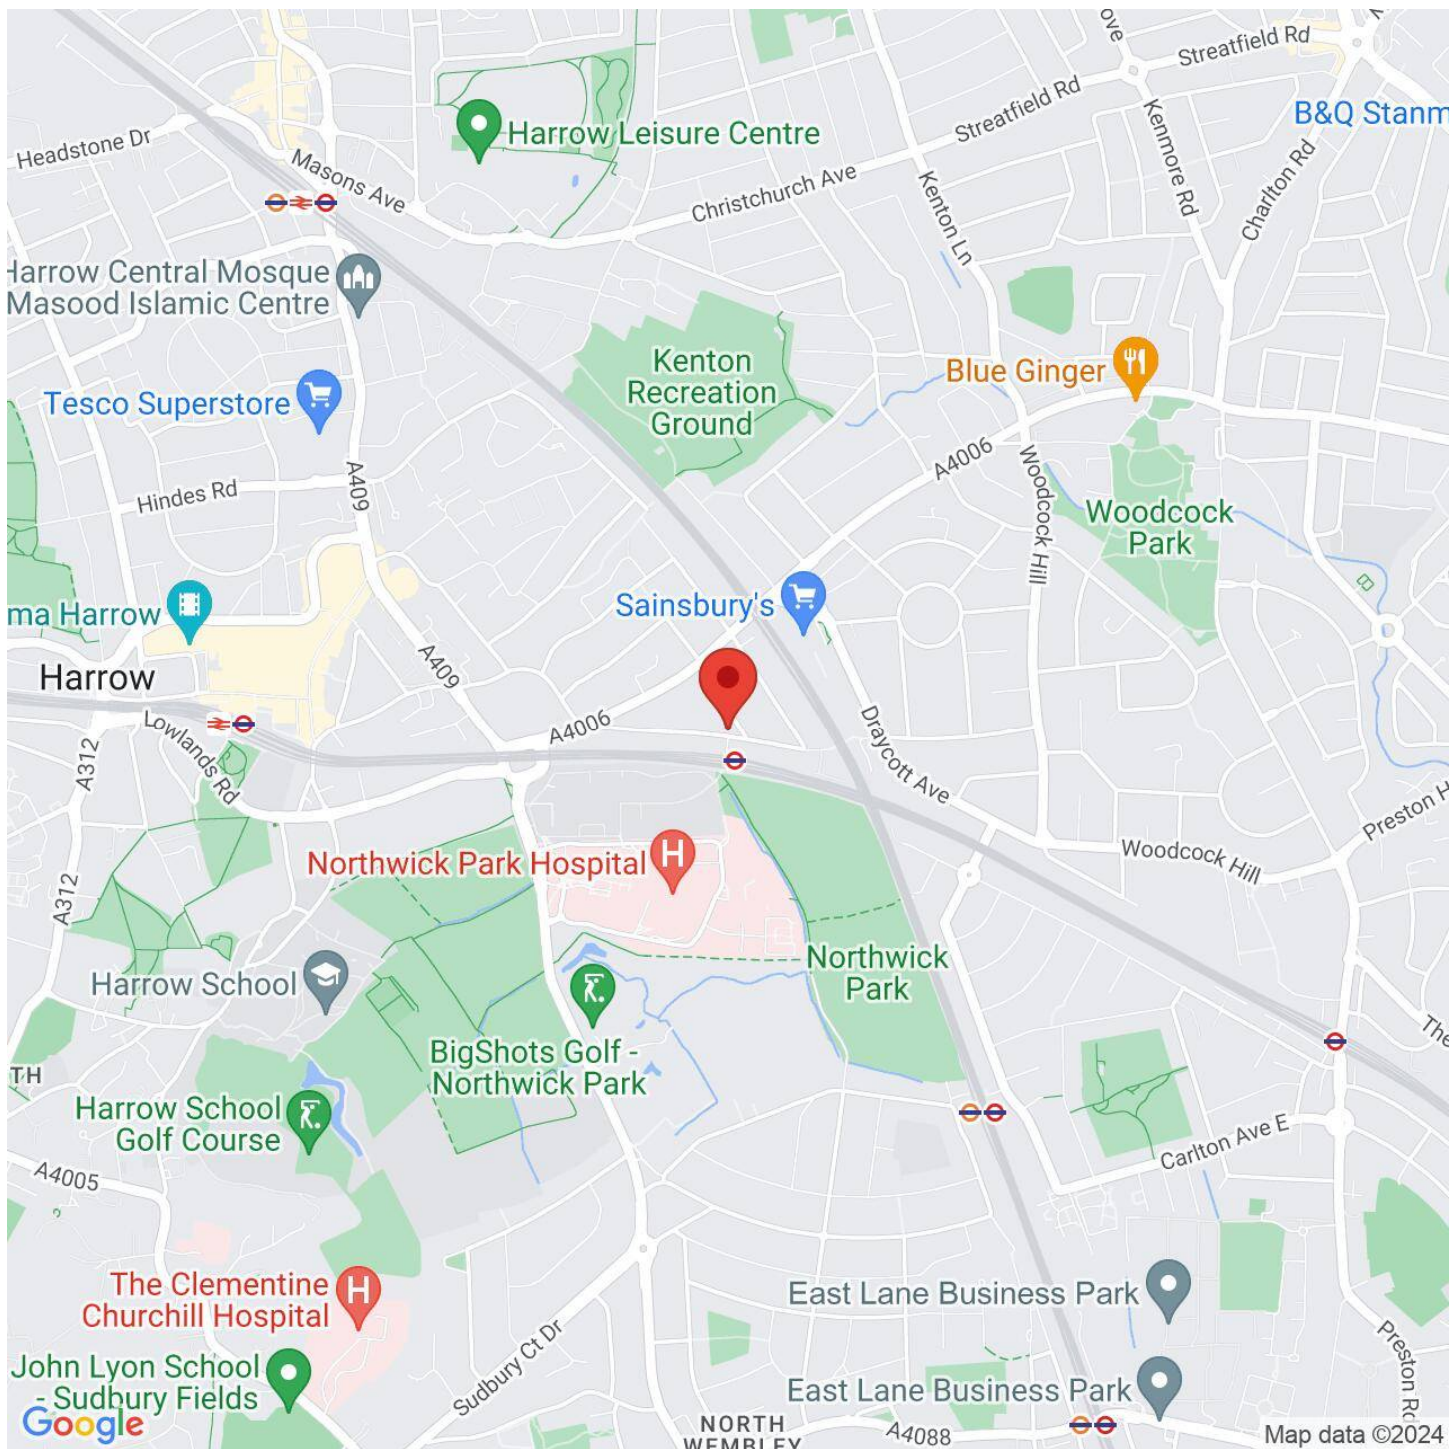 Streatfield Rd
ove
B&Q Stanm
Headstone Dr
Harrow Leisure Centre
Streatfield Rd
Kenmore Rd
Charlton Rd
Masons Ave
Christchurch Ave
Kenton Ln
Harrow Central Mosque
Masood Islamic Centre
Kenton
Recreation
Ground
Blue Ginger
Tesco Superstore
A4006
A409
Hindes Rd
Woodcock Hill
Woodcock
Park
ma Harrow
Sainsbury's
Harrow
A409
A4006
Lowlands Rd
A312
Draycott Ave
Preston H
Northwick Park Hospital
Woodcock Hill
A312
Harrow School
Northwick
Park
BigShots Golf -
Northwick Park
The
TH
Harrow School
Golf Course
Carlton Ave E
A4005
The Clementine
Churchill Hospital
East Lane Business Park
Preston Rd
Sudbury Ct Dr
John Lyon School
- Sudbury Fields
East Lane Business Park
NORTH
WEMBLEY
A4088
Google
Map data ©2024